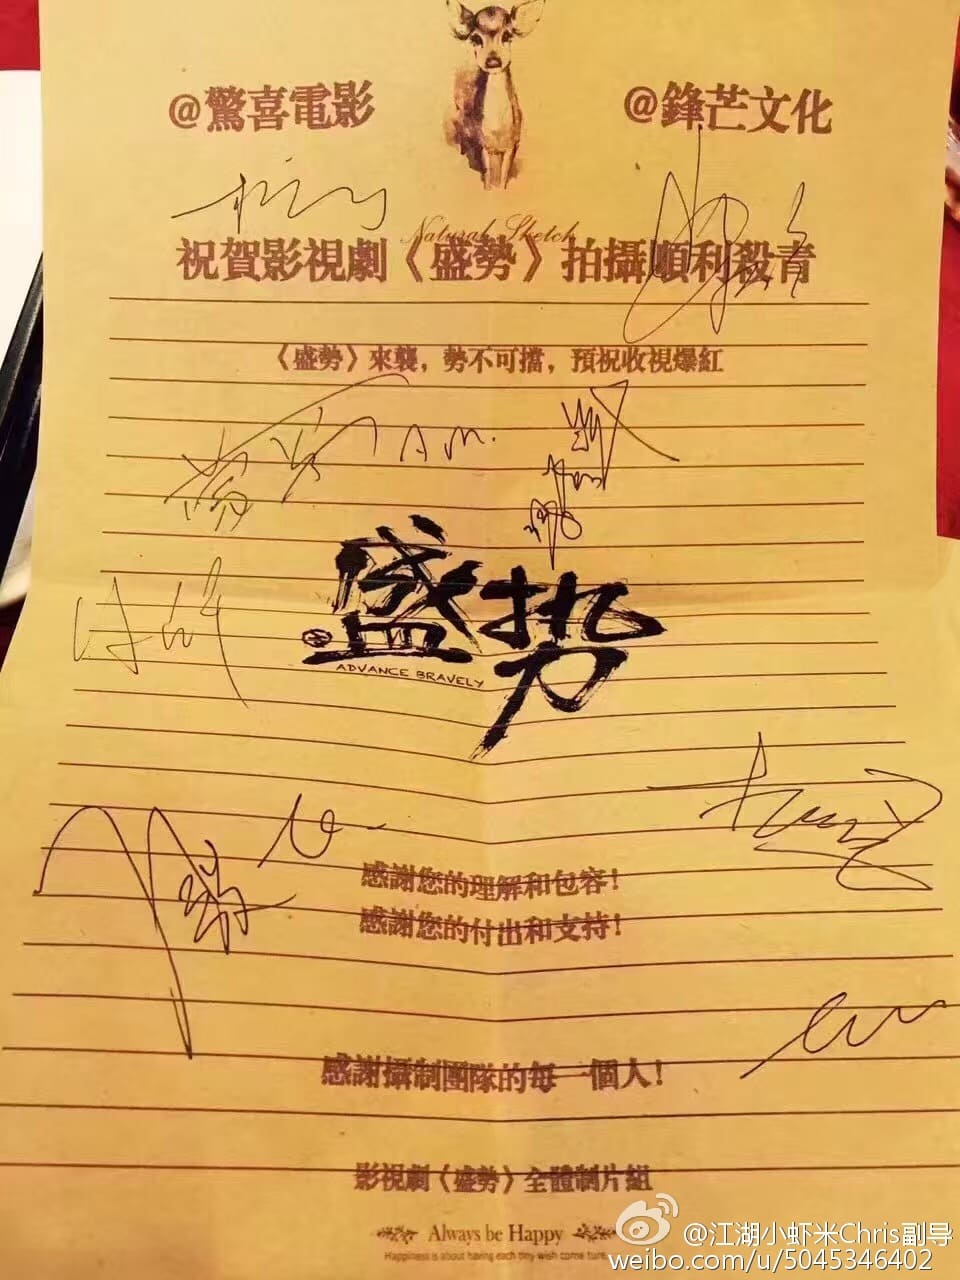 @驚喜電影
@鋒芒文化
Natural Sketch
祝賀影視劇《盛勢》拍攝順利殺青
《盛勢》來襲，勢不可擋，預祝收視爆紅
A.M.
盛势
ADVANCE BRAVELY
感謝您的理解和包容！
感謝您的付出和支持！
感謝攝制團隊的每一個人！
影視劇《盛勢》全體制片組
Always be Happy
Happiness is about having each tiny wish come true
@江湖小虾米Chris副导
weibo.com/u/5045346402